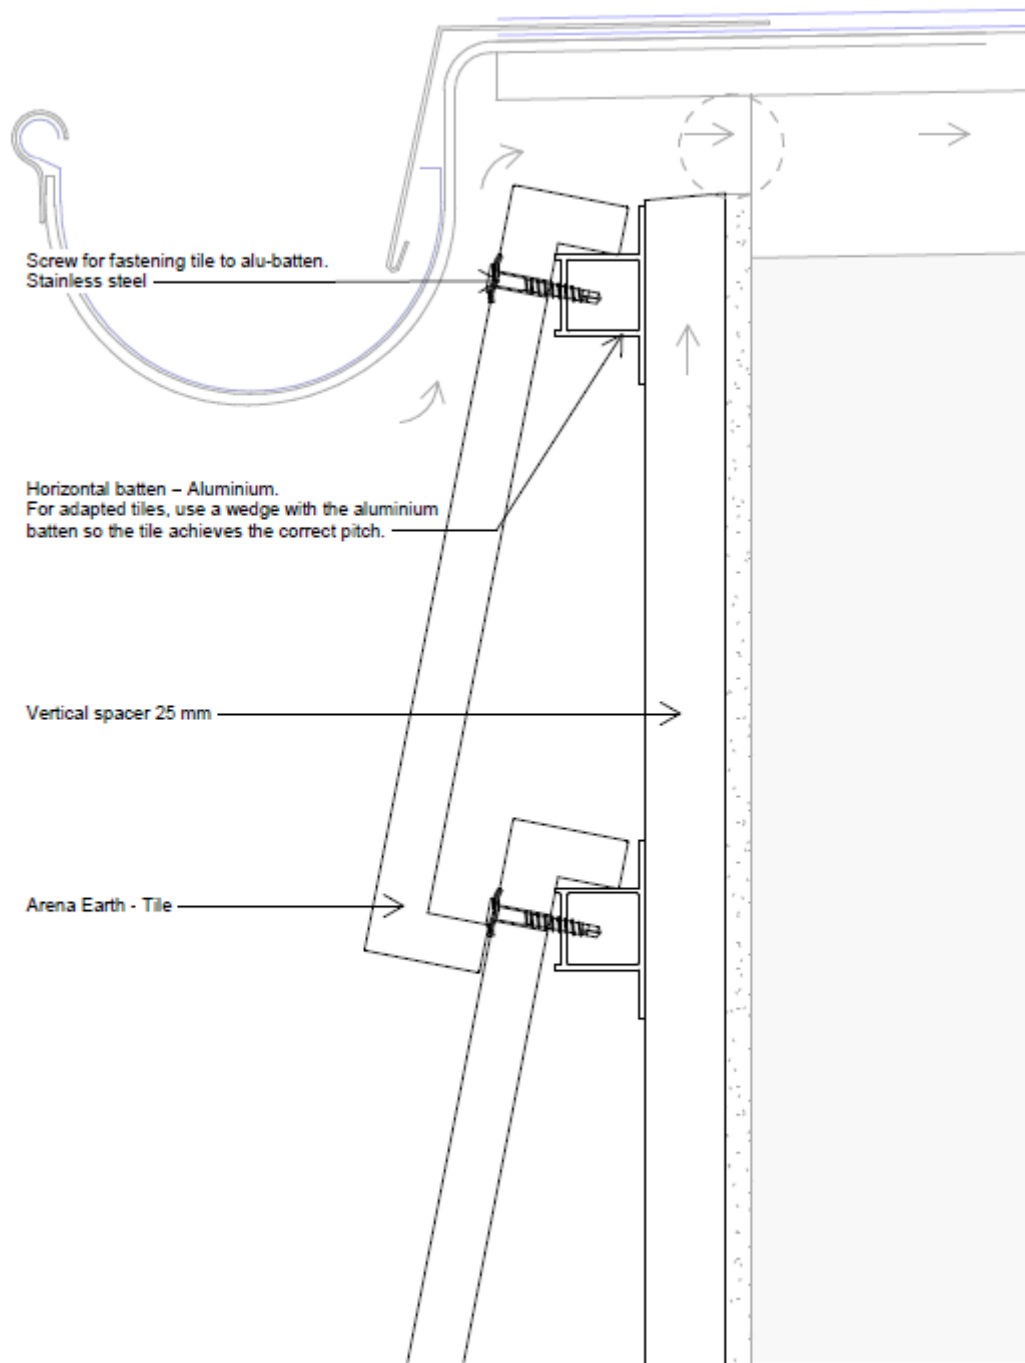 Screw for fastening tile to alu-batten.
Stainless steel
Horizontal batten – Aluminium.
For adapted tiles, use a wedge with the aluminium
batten so the tile achieves the correct pitch.
Vertical spacer 25 mm
Arena Earth - Tile